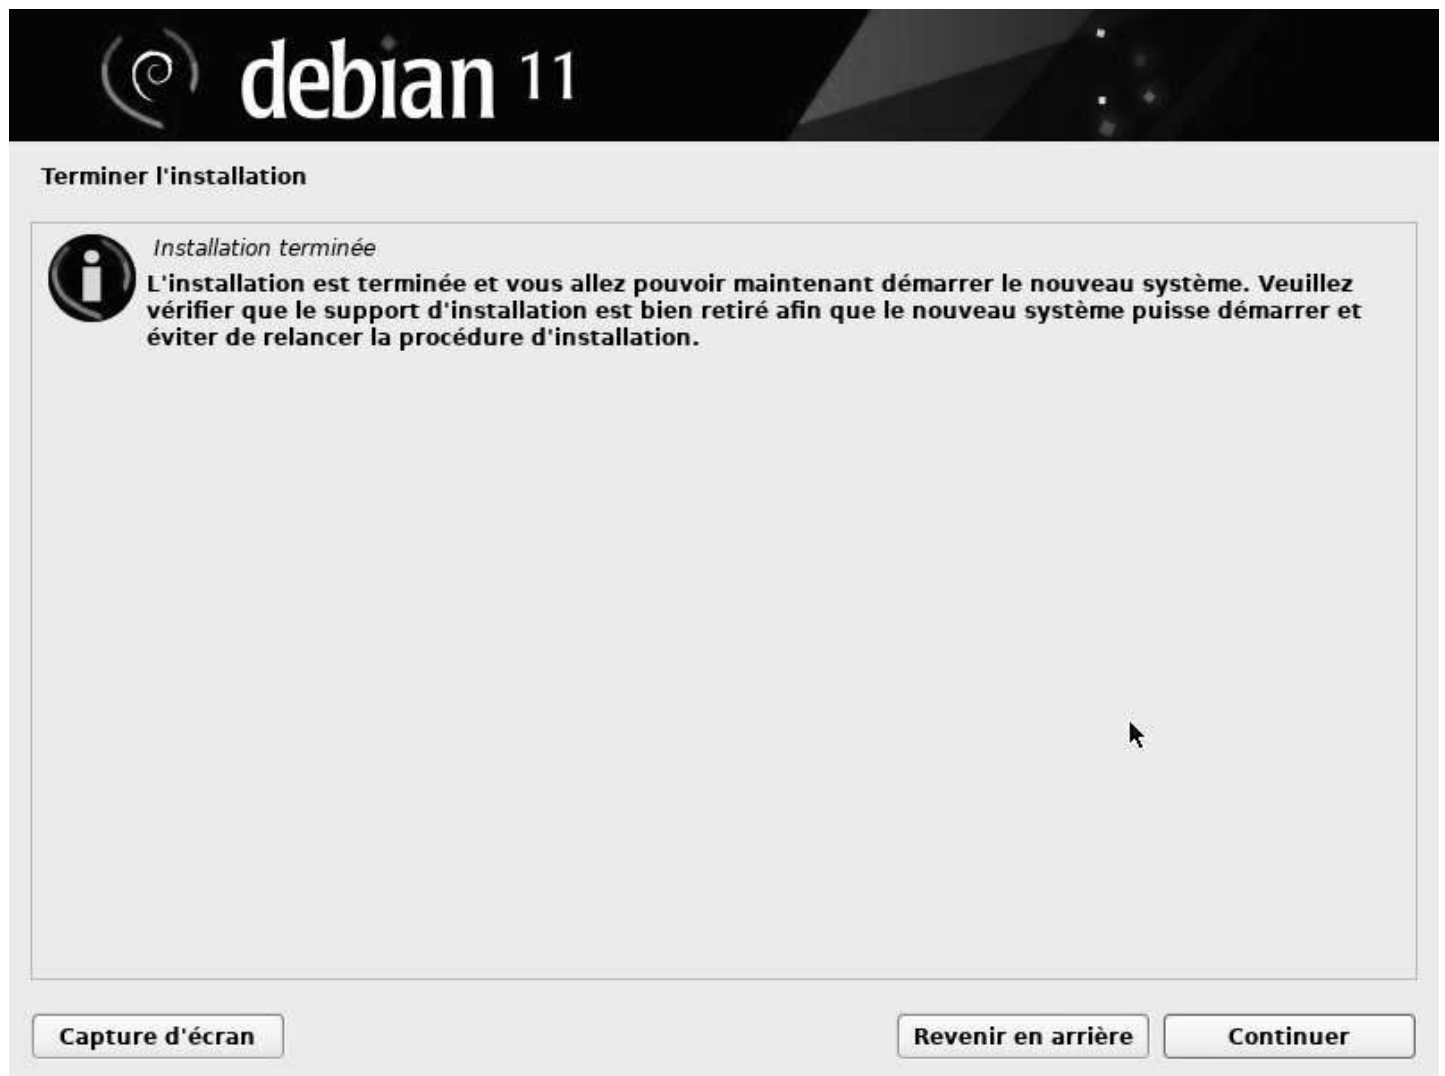 debian 11
Terminer l'installation
Installation terminée
L'installation est terminée et vous allez pouvoir maintenant démarrer le nouveau système. Veuillez
vérifier que le support d'installation est bien retiré afin que le nouveau système puisse démarrer et
éviter de relancer la procédure d'installation.
Capture d'écran
Revenir en arrière
Continuer